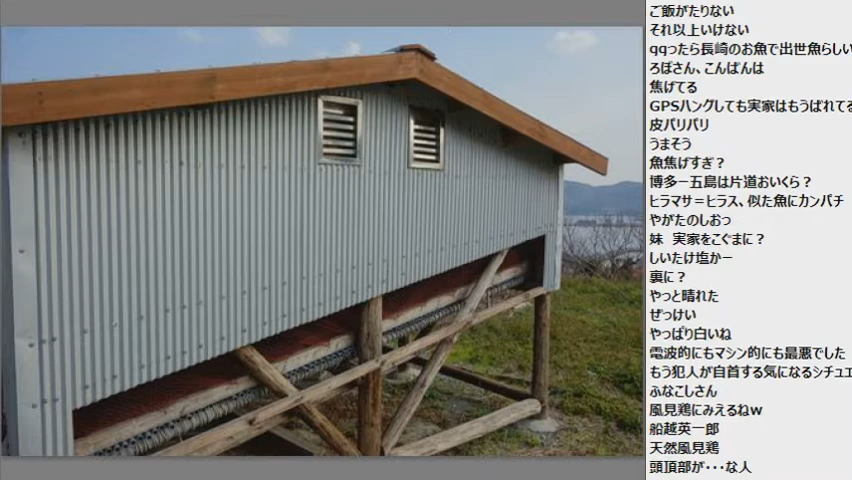 ご飯がたりない
それ以上いけない
qqったら長崎のお魚で出世魚らしい
ろぼさん、こんばんは
焦げてる
GPSハングしても実家はもうばれてる
皮パリパリ
うまそう
魚焦げすぎ？
博多ー五島は片道おいくら？
ヒラマサ＝ヒラス、似た魚にカンパチ
やがたのしおっ
妹　実家をこぐまに？
しいたけ塩かー
裏に？
やっと晴れた
ぜっけい
やっぱり白いね
電波的にもマシン的にも最悪でした
もう犯人が自首する気になるシチュエ
ふなこしさん
風見鶏にみえるねｗ
船越英一郎
天然風見鶏
頭頂部が・・・な人